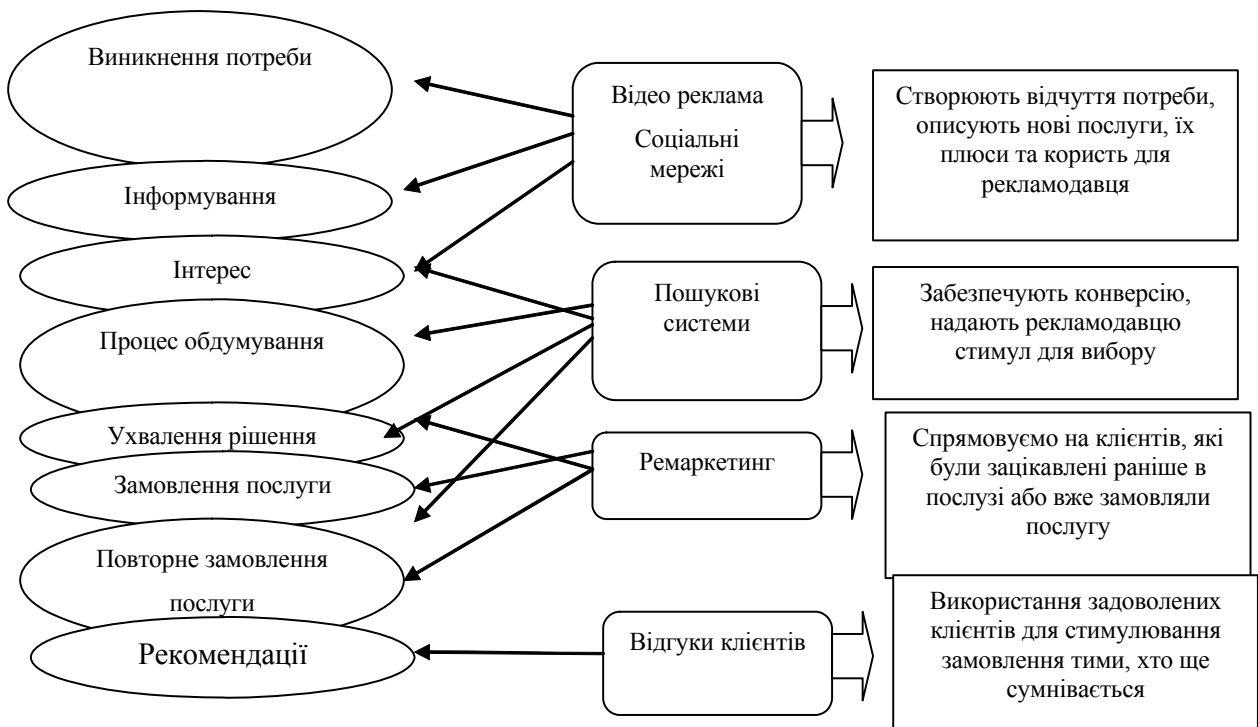 Виникнення потреби
Інформування
Інтерес
Процес обдумування
Ухвалення рішення
Замовлення послуги
Повторне замовлення
послуги
Рекомендації
Відео реклама
Соціальні
мережі
Пошукові
системи
Ремаркетинг
Відгуки клієнтів
Створюють відчуття потреби,
описують нові послуги, їх
плюси та користь для
рекламодавця
Забезпечують конверсію,
надають рекламодавцю
стимул для вибору
Спрямовуємо на клієнтів, які
були зацікавлені раніше в
послузі або вже замовляли
послугу
Використання задоволених
клієнтів для стимулювання
замовлення тими, хто ще
сумнівається